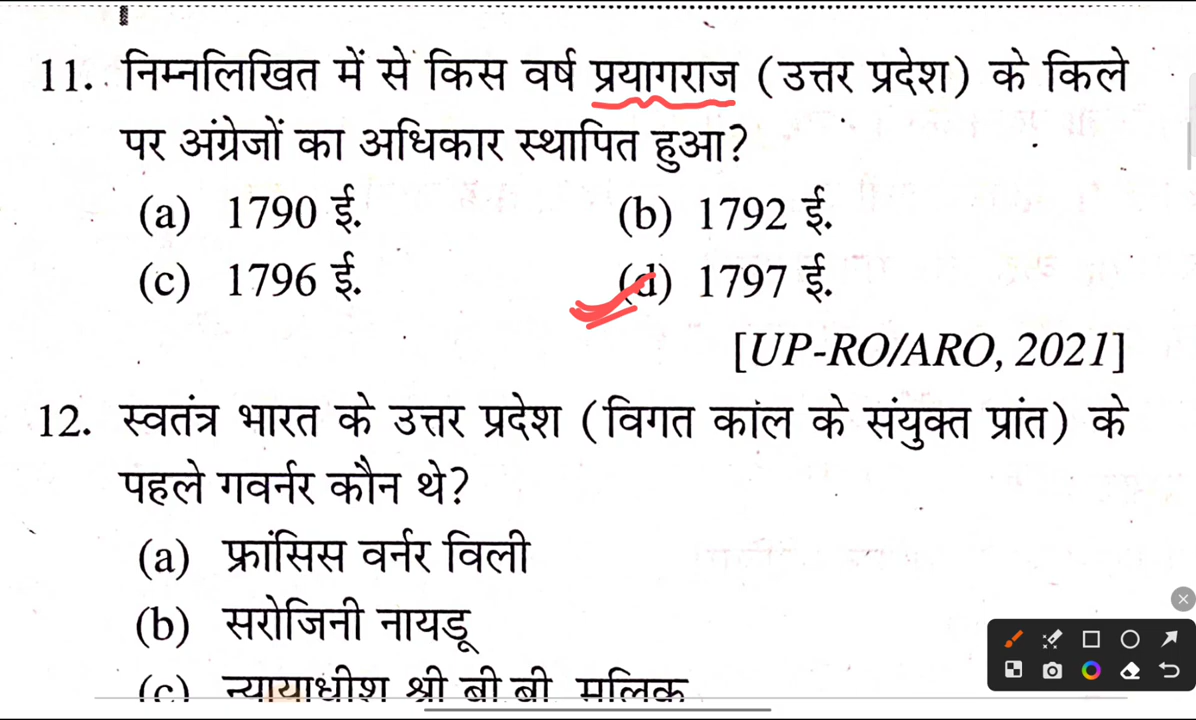 11. निम्नलिखित में से किस वर्ष प्रयागराज (उत्तर प्रदेश) के किले
पर अंग्रेजों का अधिकार स्थापित हुआ?
(a) 1790 ई.
(b) 1792 ई.
(c) 1796 ई.
(d) 1797 ई.
[UP-RO/ARO, 2021]
12. स्वतंत्र भारत के उत्तर प्रदेश (विगत कांल के संयुक्त प्रांत) के
पहले गवर्नर कौन थे?
(a) फ्रांसिस वर्नर विली
(b) सरोजिनी नायडू
(c) न्यायाधीश श्री बी बी मलिक